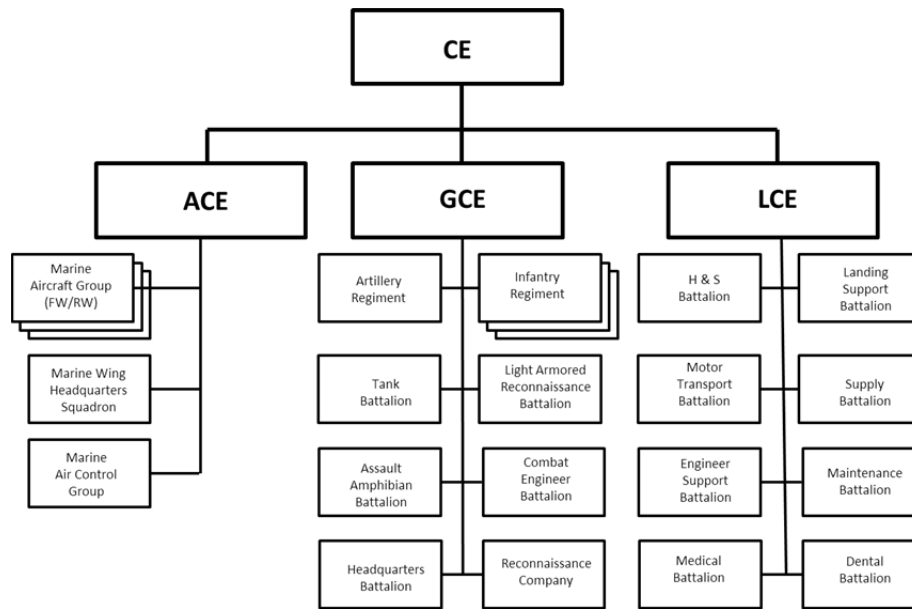 CE
ACE
GCE
LCE
Marine
Aircraft Group
(FW/RW)
Marine Wing
Headquarters
Squadron
Marine
Air Control
Group
Artillery
Regiment
Infantry
Regiment
Tank
Battalion
Light Armored
Reconnaissance
Battalion
Assault
Amphibian
Battalion
Combat
Engineer
Battalion
Headquarters
Battalion
Reconnaissance
Company
H & S
Battalion
Landing
Support
Battalion
Motor
Transport
Battalion
Supply
Battalion
Engineer
Support
Battalion
Maintenance
Battalion
Medical
Battalion
Dental
Battalion